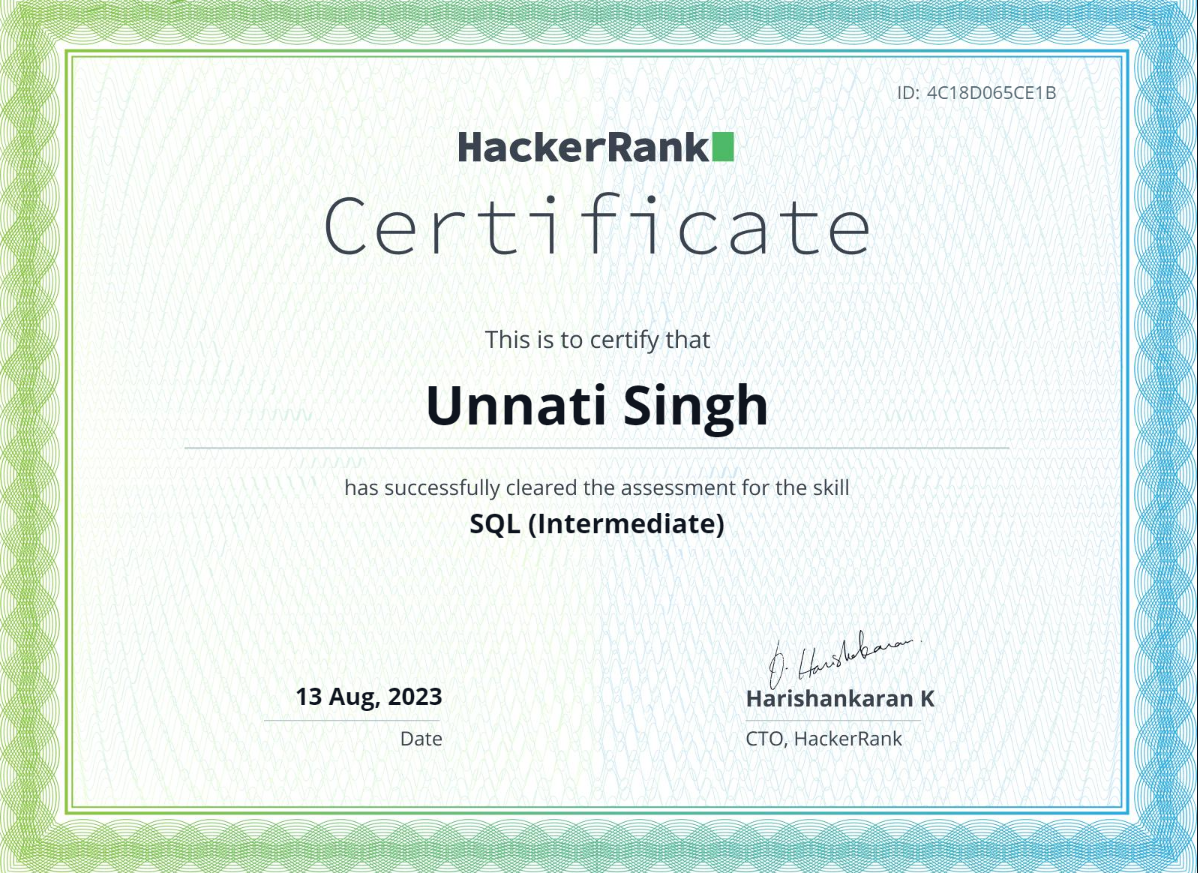 ID: 4C18D065CE1B
HackerRank
Certificate
This is to certify that
Unnati Singh
has successfully cleared the assessment for the skill
SQL (Intermediate)
13 Aug, 2023
Date
Harishankaran K
CTO, HackerRank